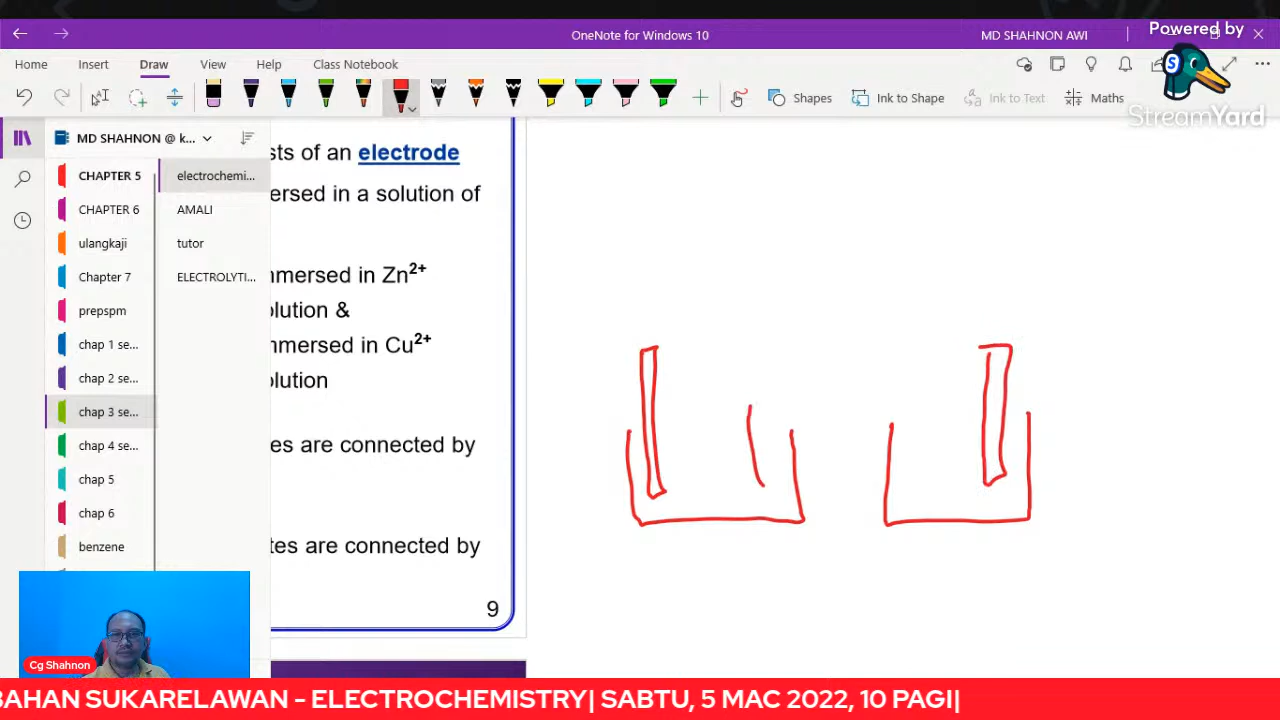 Powered by
StreamYard
OneNote for Windows 10
MD SHAHNON AWI
Home Insert Draw View Help Class Notebook
Shapes Ink to Shape Ink to Text Maths
MD SHAHNON @ k...
CHAPTER 5
CHAPTER 6
ulangkaji
Chapter 7
prepspm
chap 1 se...
chap 2 se...
chap 3 se...
chap 4 se...
chap 5
chap 6
benzene
electrochemi...
AMALI
tutor
ELECTROLYTI...
sts of an electrode
ersed in a solution of
mmersed in Zn²⁺
olution &
mmersed in Cu²⁺
olution
es are connected by
tes are connected by
9
Cg Shahnon
BAHAN SUKARELAWAN - ELECTROCHEMISTRY| SABTU, 5 MAC 2022, 10 PAGI|